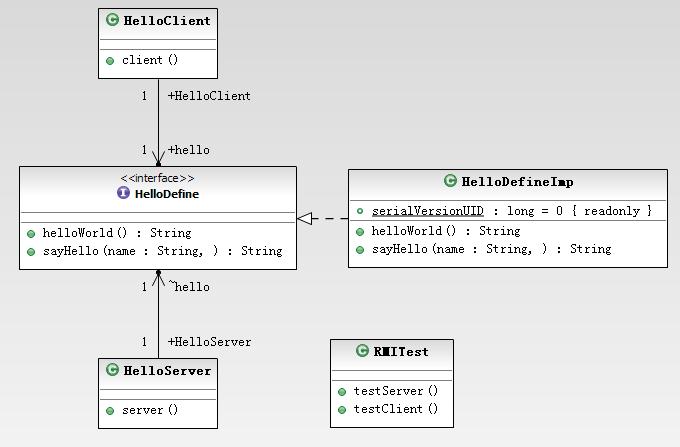 HelloClient
client ()
1 +HelloClient
1 +hello
<<interface>>
HelloDefine
helloWorld() : String
sayHello(name : String, ) : String
HelloDefineImp
serialVersionUID : long = 0 { readonly }
helloWorld() : String
sayHello(name : String, ) : String
1 ~hello
1 +HelloServer
HelloServer
server ()
RMITest
testServer ()
testClient ()